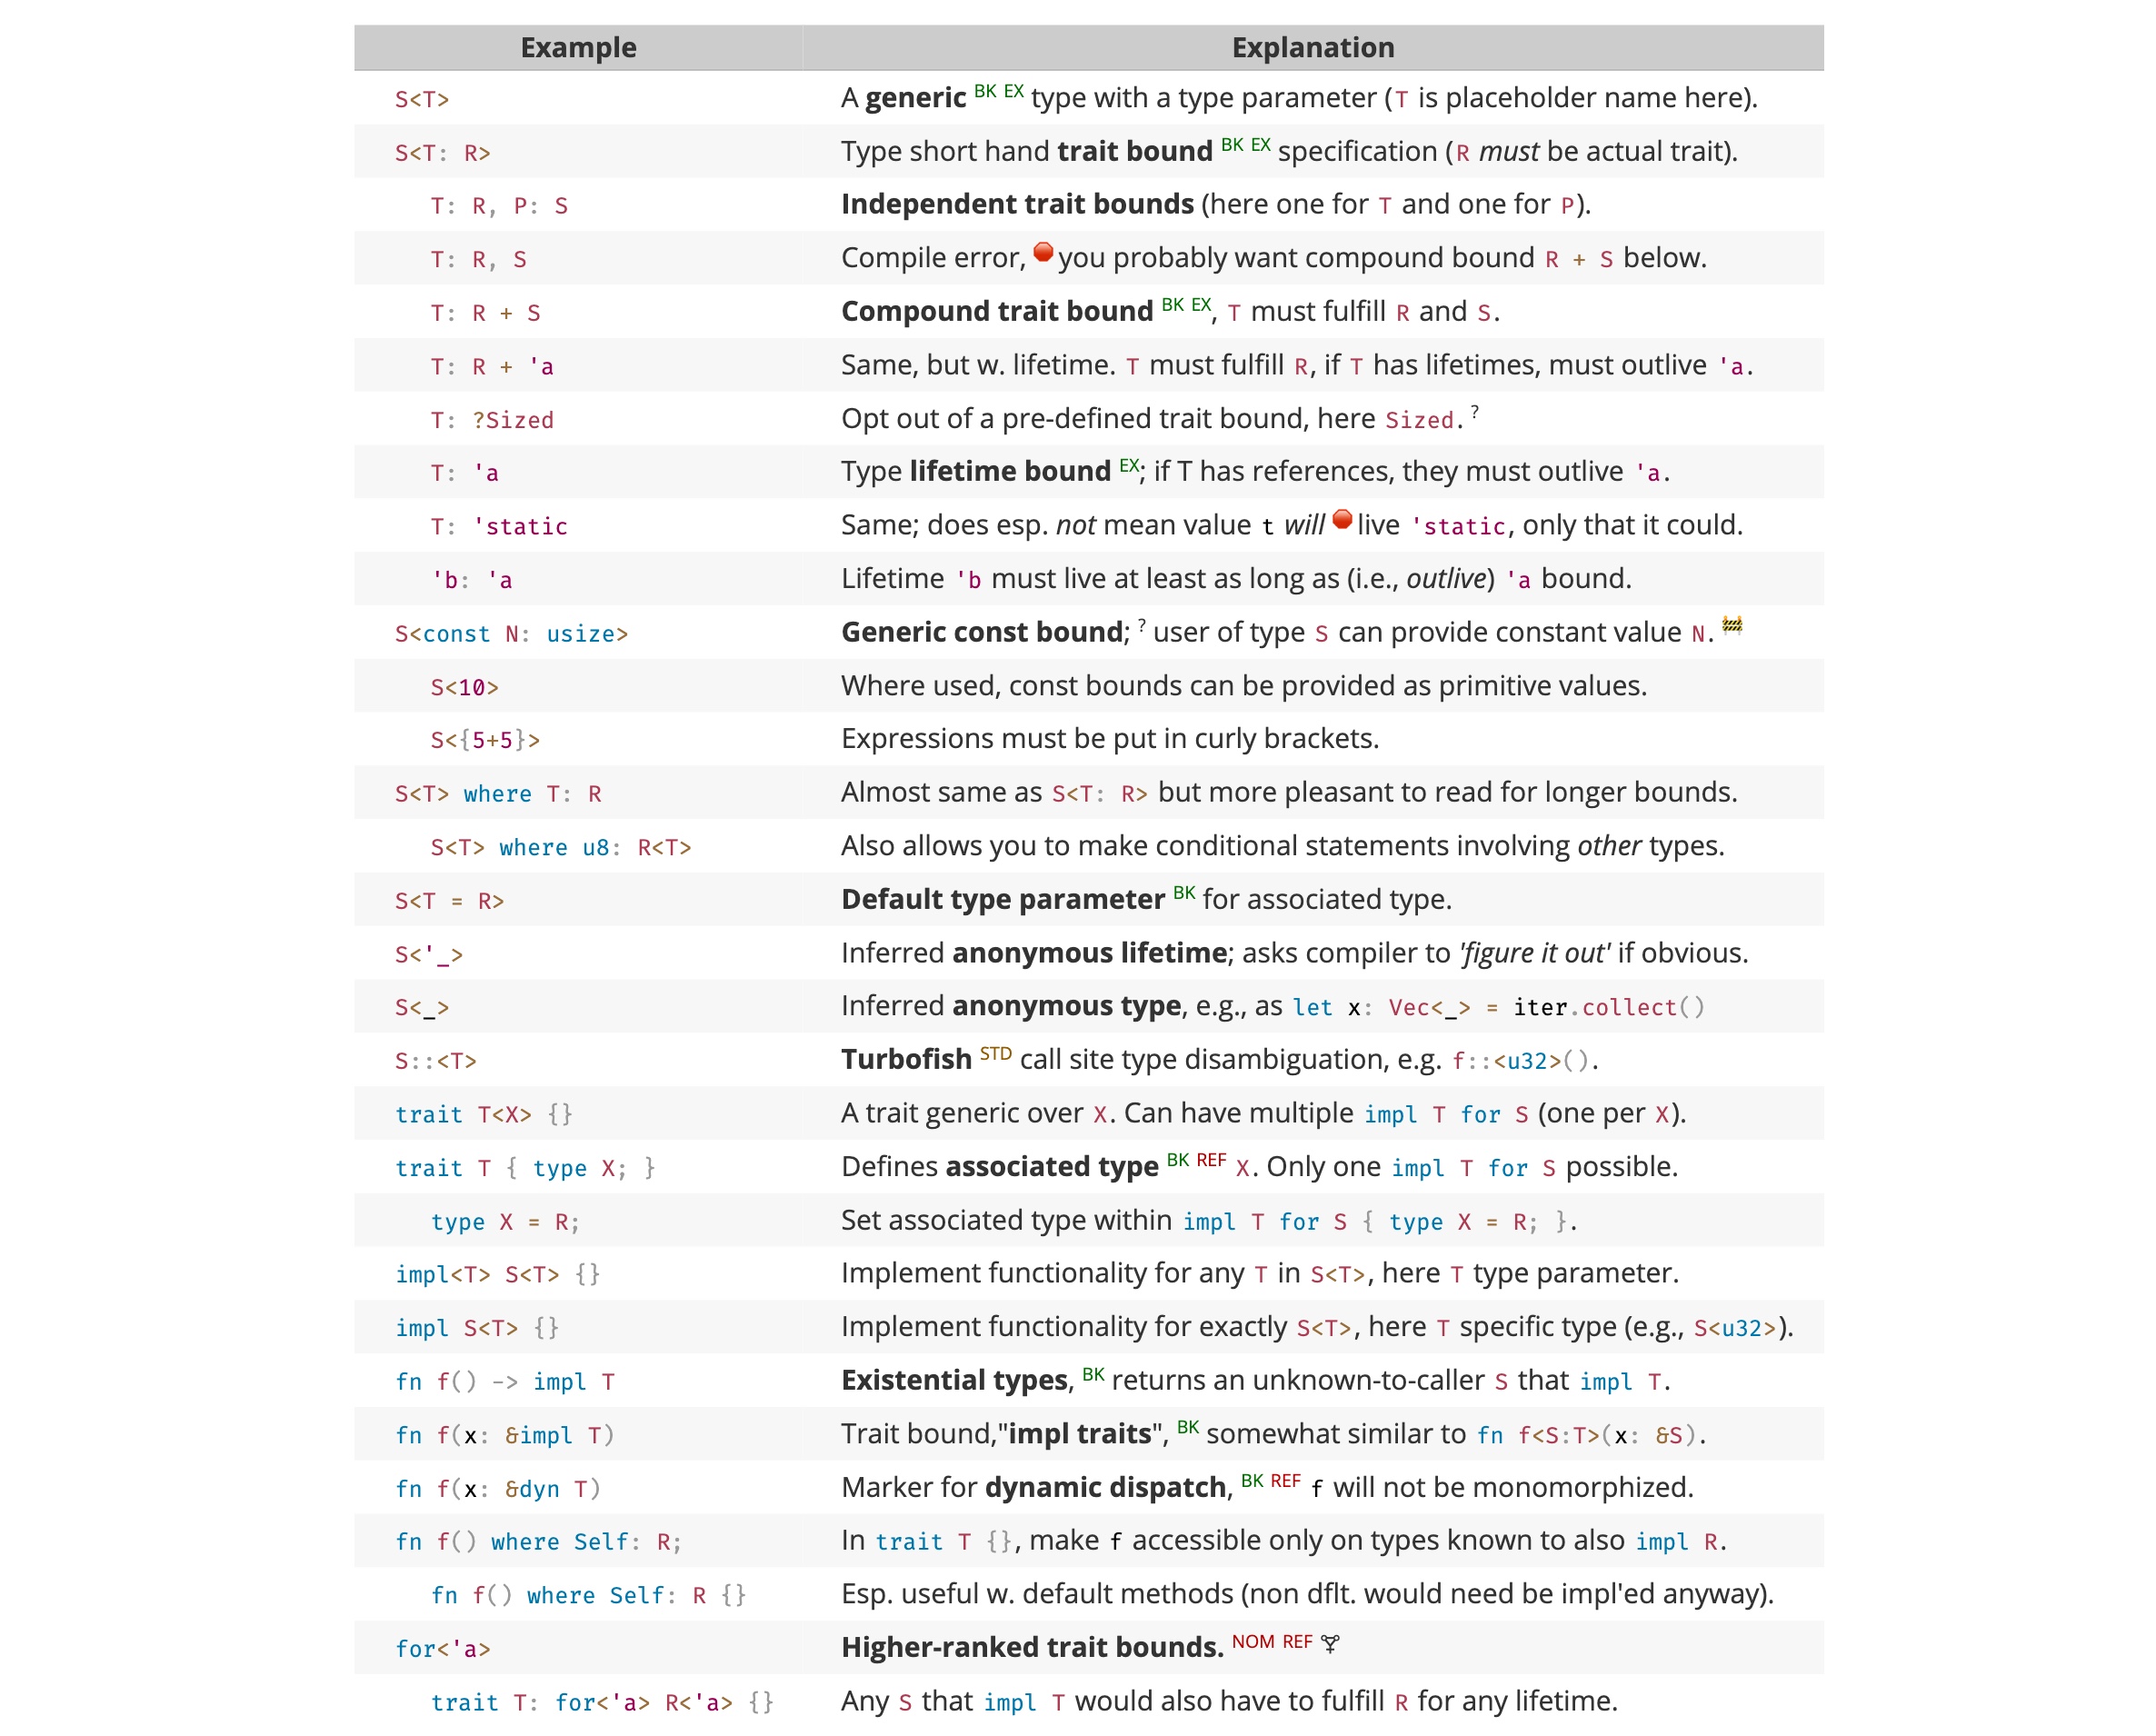 Example Explanation
S<T> A generic BK EX type with a type parameter (T is placeholder name here).
S<T: R> Type short hand trait bound BK EX specification (R must be actual trait).
T: R, P: S Independent trait bounds (here one for T and one for P).
T: R, S Compile error, 🛑 you probably want compound bound R + S below.
T: R + S Compound trait bound BK EX, T must fulfill R and S.
T: R + 'a Same, but w. lifetime. T must fulfill R, if T has lifetimes, must outlive 'a.
T: ?Sized Opt out of a pre-defined trait bound, here Sized. ?
T: 'a Type lifetime bound EX; if T has references, they must outlive 'a.
T: 'static Same; does esp. not mean value t will 🛑 live 'static, only that it could.
'b: 'a Lifetime 'b must live at least as long as (i.e., outlive) 'a bound.
S<const N: usize> Generic const bound; ? user of type S can provide constant value N. 🚧
S<10> Where used, const bounds can be provided as primitive values.
S<{5+5}> Expressions must be put in curly brackets.
S<T> where T: R Almost same as S<T: R> but more pleasant to read for longer bounds.
S<T> where u8: R<T> Also allows you to make conditional statements involving other types.
S<T = R> Default type parameter BK for associated type.
S<'_> Inferred anonymous lifetime; asks compiler to 'figure it out' if obvious.
S<_> Inferred anonymous type, e.g., as let x: Vec<_> = iter.collect()
S::<T> Turbofish STD call site type disambiguation, e.g. f::<u32>().
trait T<X> {} A trait generic over X. Can have multiple impl T for S (one per X).
trait T { type X; } Defines associated type BK REF X. Only one impl T for S possible.
type X = R; Set associated type within impl T for S { type X = R; }.
impl<T> S<T> {} Implement functionality for any T in S<T>, here T type parameter.
impl S<T> {} Implement functionality for exactly S<T>, here T specific type (e.g., S<u32>).
fn f() -> impl T Existential types, BK returns an unknown-to-caller S that impl T.
fn f(x: &impl T) Trait bound,"impl traits", BK somewhat similar to fn f<S:T>(x: &S).
fn f(x: &dyn T) Marker for dynamic dispatch, BK REF f will not be monomorphized.
fn f() where Self: R; In trait T {}, make f accessible only on types known to also impl R.
fn f() where Self: R {} Esp. useful w. default methods (non dflt. would need be impl'ed anyway).
for<'a> Higher-ranked trait bounds. NOM REF 🝖
trait T: for<'a> R<'a> {} Any S that impl T would also have to fulfill R for any lifetime.